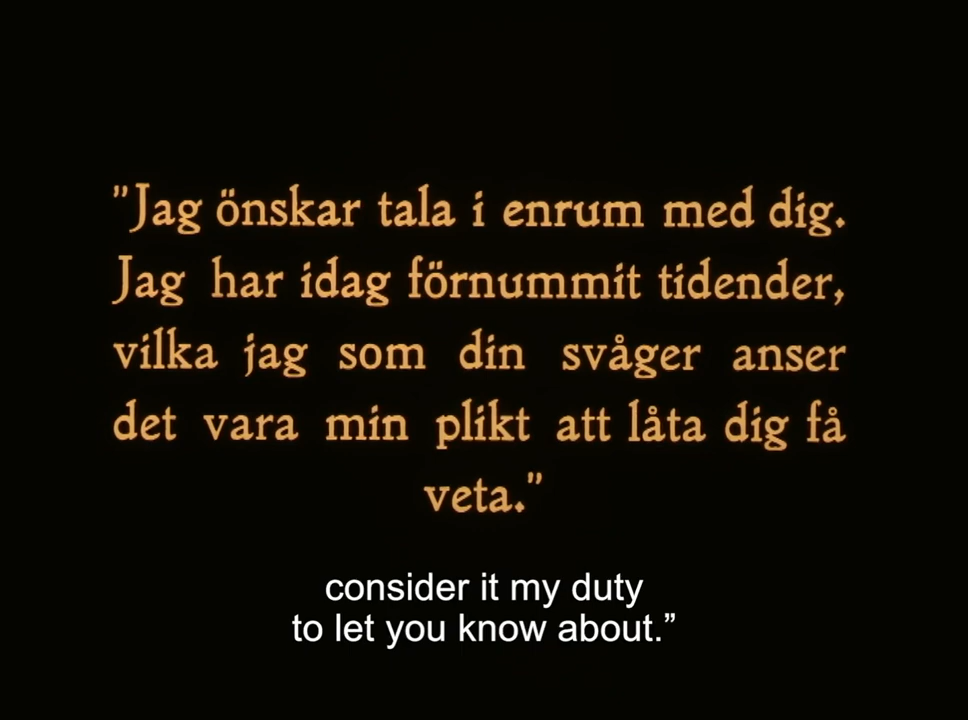 "Jag önskar tala i enrum med dig.
Jag har idag förnummit tidender,
vilka jag som din svåger anser
det vara min plikt att låta dig få
veta."
consider it my duty
to let you know about.”